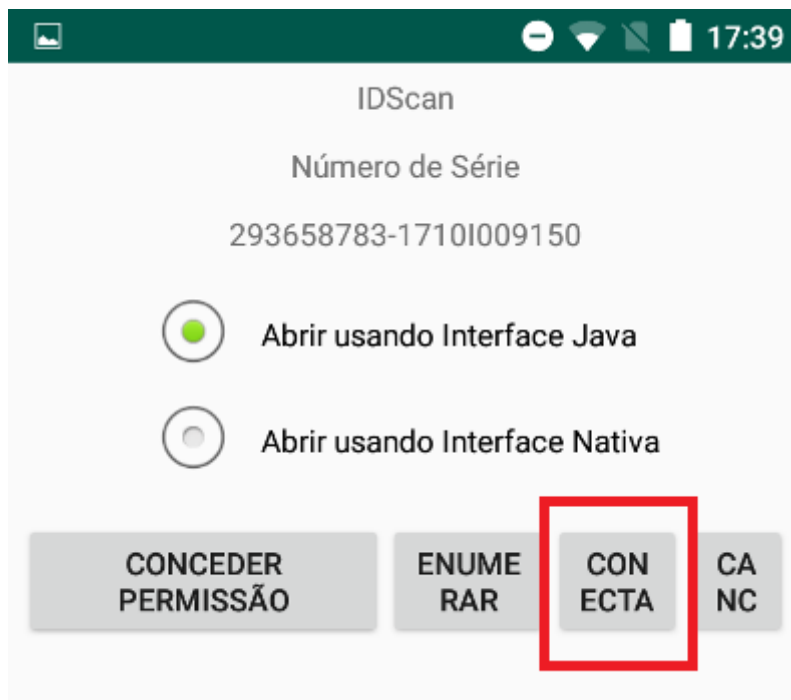 17:39
IDScan
Número de Série
293658783-1710I009150
Abrir usando Interface Java
Abrir usando Interface Nativa
CONCEDER
PERMISSÃO
ENUME
RAR
CON
ECTA
CA
NC